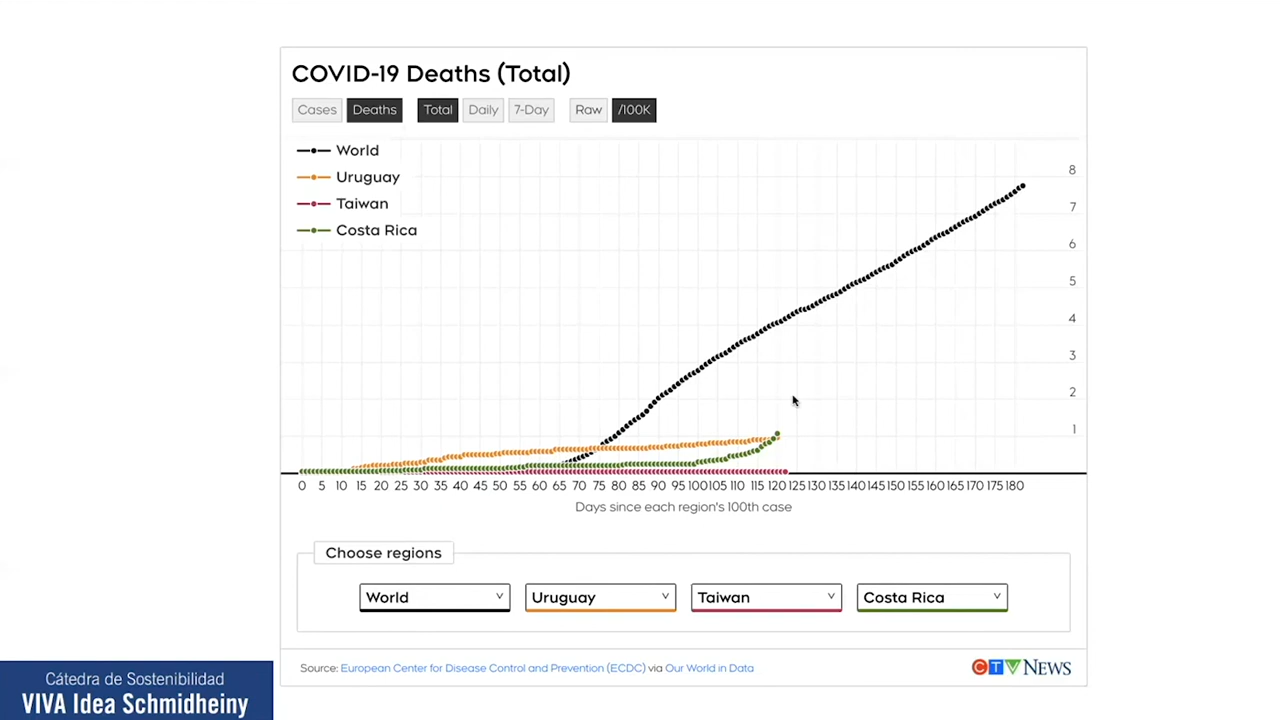 COVID-19 Deaths (Total)
Cases Deaths Total Daily 7-Day Raw /100K
World
Uruguay
Taiwan
Costa Rica
8
7
6
5
4
3
2
1
0 5 10 15 20 25 30 35 40 45 50 55 60 65 70 75 80 85 90 95 100 105 110 115 120 125 130 135 140 145 150 155 160 165 170 175 180
Days since each region's 100th case
Choose regions
World Uruguay Taiwan Costa Rica
Source: European Center for Disease Control and Prevention (ECDC) via Our World in Data
CTV NEWS
Cátedra de Sostenibilidad
VIVA Idea Schmidheiny